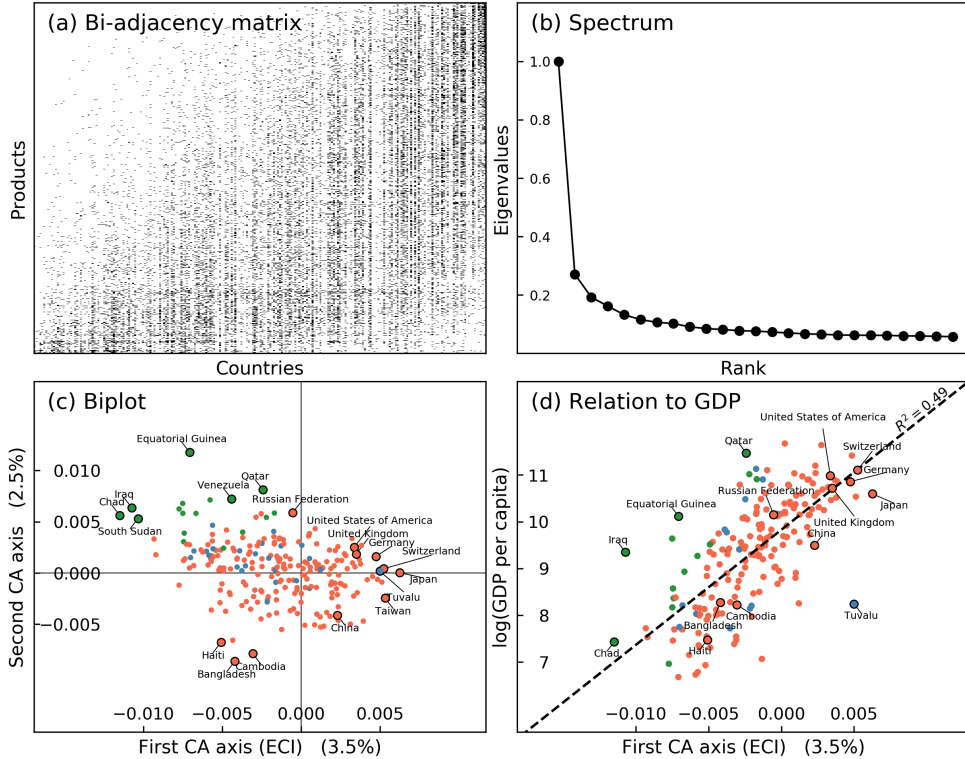 (a) Bi-adjacency matrix
Products
Countries
(b) Spectrum
Eigenvalues
1.0
0.8
0.6
0.4
0.2
Rank
(c) Biplot
Second CA axis (2.5%)
0.010
0.005
0.000
−0.005
Equatorial Guinea
Qatar
Venezuela
Iraq
Chad
South Sudan
Russian Federation
United States of America
United Kingdom
Germany
Switzerland
Japan
Tuvalu
Taiwan
China
Haiti
Cambodia
Bangladesh
−0.010
−0.005
0.000
0.005
First CA axis (ECI) (3.5%)
(d) Relation to GDP
R² = 0.49
log(GDP per capita)
11
10
9
8
7
United States of America
Qatar
Switzerland
Germany
Russian Federation
Japan
Equatorial Guinea
United Kingdom
China
Iraq
Tuvalu
Cambodia
Bangladesh
Haiti
Chad
−0.010
−0.005
0.000
0.005
First CA axis (ECI) (3.5%)